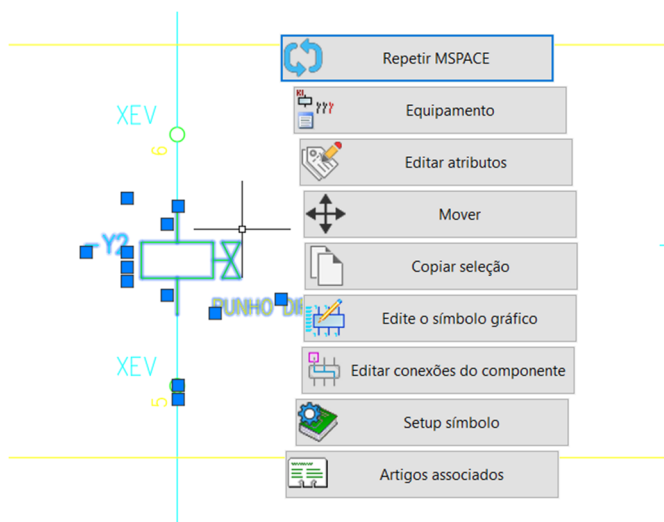 Repetir MSPACE
XEV
Equipamento
6
Editar atributos
Mover
-Y2
Copiar seleção
PUNHO DI
Edite o símbolo gráfico
XEV
Editar conexões do componente
5
Setup símbolo
Artigos associados